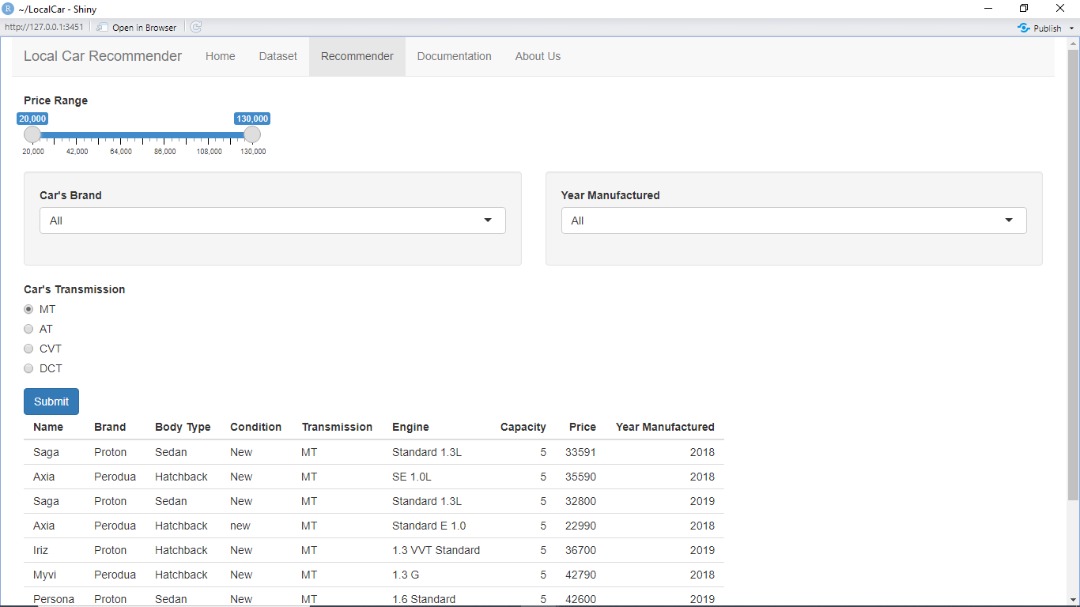 ~/LocalCar - Shiny
http://127.0.0.1:3451 Open in Browser Publish
Local Car Recommender Home Dataset Recommender Documentation About Us
Price Range
20,000 130,000
20,000 42,000 64,000 86,000 108,000 130,000
Car's Brand Year Manufactured
All All
Car's Transmission
MT
AT
CVT
DCT
Submit
Name Brand Body Type Condition Transmission Engine Capacity Price Year Manufactured
Saga Proton Sedan New MT Standard 1.3L 5 33591 2018
Axia Perodua Hatchback New MT SE 1.0L 5 35590 2018
Saga Proton Sedan New MT Standard 1.3L 5 32800 2019
Axia Perodua Hatchback new MT Standard E 1.0 5 22990 2018
Iriz Proton Hatchback New MT 1.3 VVT Standard 5 36700 2019
Myvi Perodua Hatchback New MT 1.3 G 5 42790 2018
Persona Proton Sedan New MT 1.6 Standard 5 42600 2019